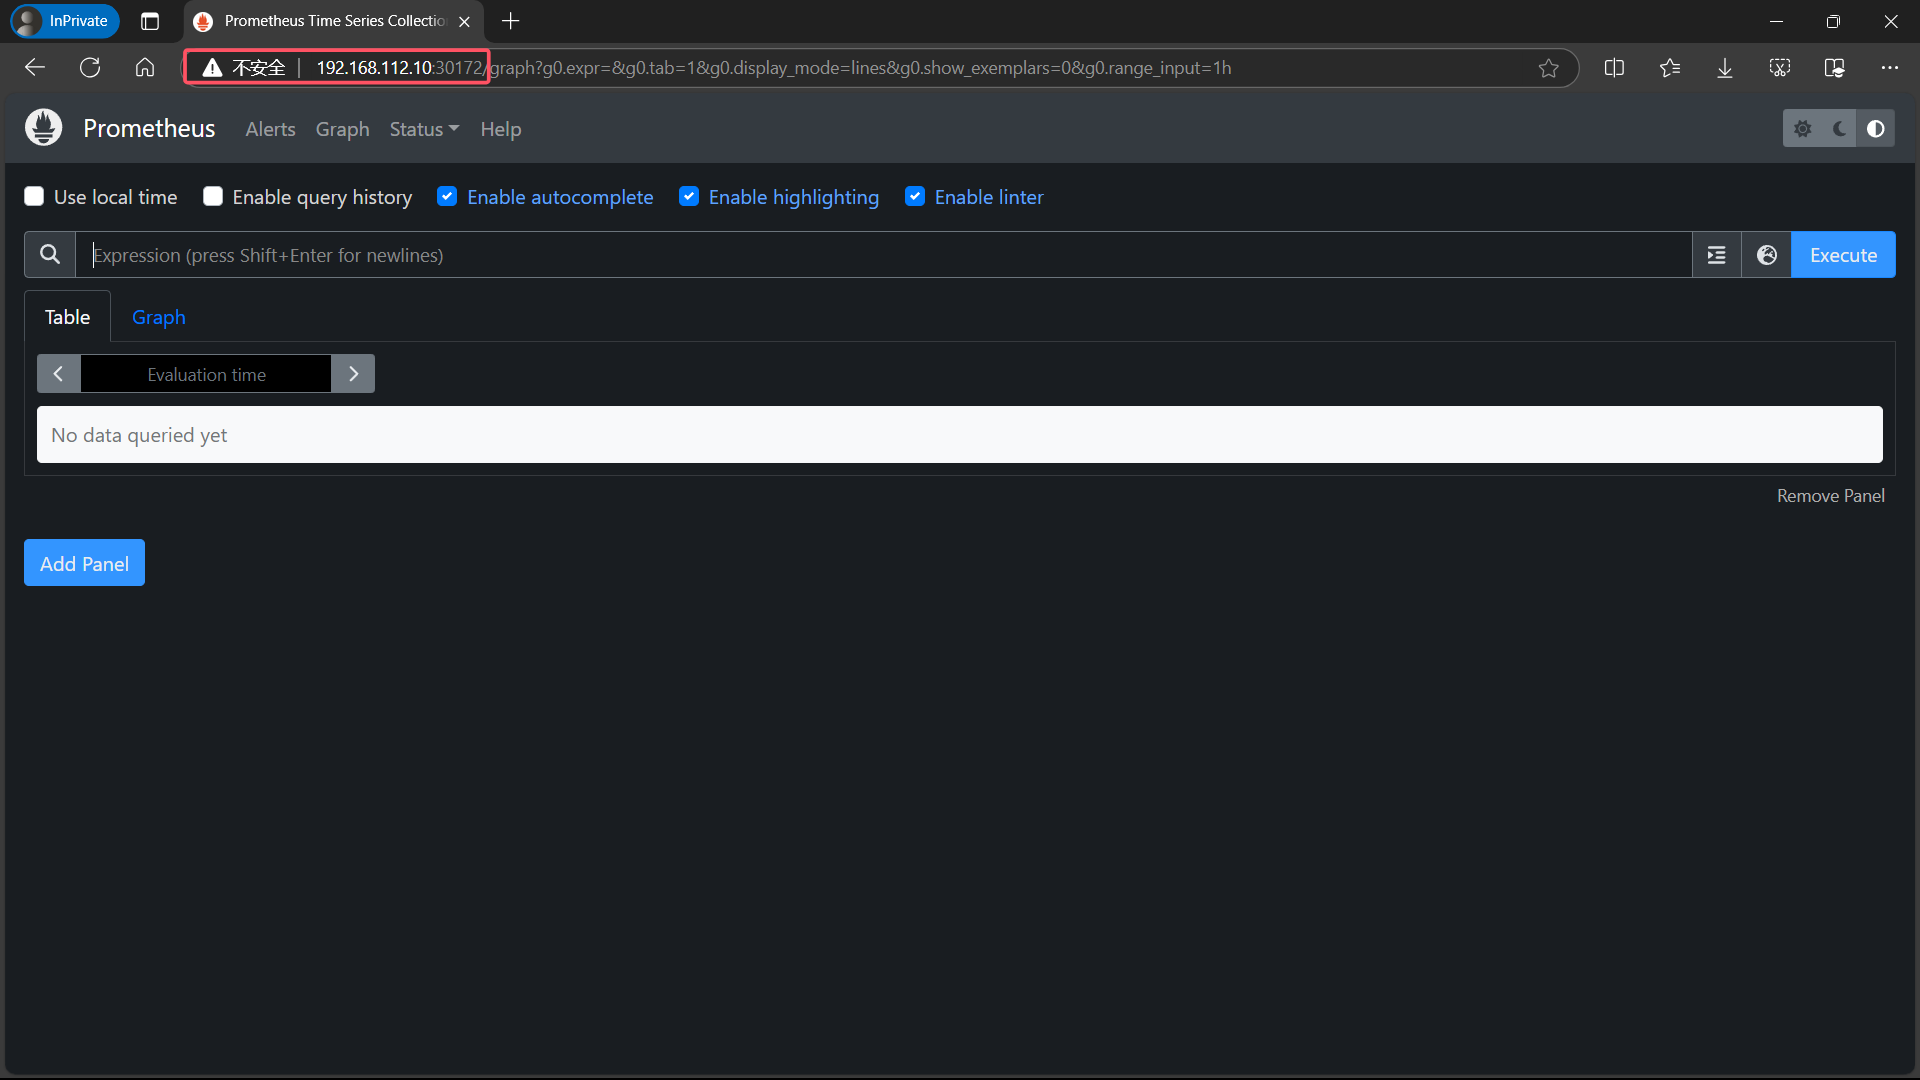 InPrivate
Prometheus Time Series Collectio
不安全 192.168.112.10:30172/graph?g0.expr=&g0.tab=1&g0.display_mode=lines&g0.show_exemplars=0&g0.range_input=1h
Prometheus Alerts Graph Status Help
Use local time Enable query history Enable autocomplete Enable highlighting Enable linter
Expression (press Shift+Enter for newlines) Execute
Table Graph
Evaluation time
No data queried yet
Remove Panel
Add Panel